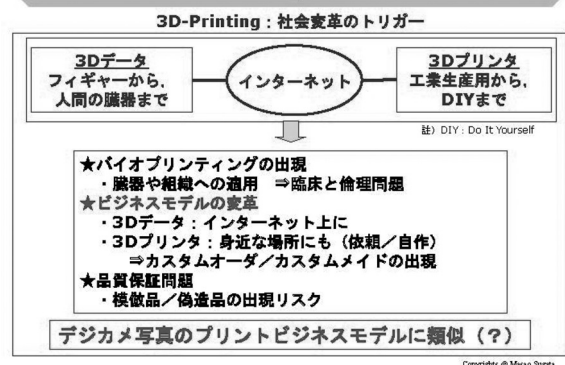 3D-Printing：社会変革のトリガー
3Dデータ
フィギャーから,
人間の臓器まで
インターネット
3Dプリンタ
工業生産用から,
DIYまで
註）DIY：Do It Yourself
★バイオプリンティングの出現
・臓器や組織への適用　⇒臨床と倫理問題
★ビジネスモデルの変革
・3Dデータ：インターネット上に
・3Dプリンタ：身近な場所にも（依頼／自作）
⇒カスタムオーダ／カスタムメイドの出現
★品質保証問題
・模倣品／偽造品の出現リスク
デジカメ写真のプリントビジネスモデルに類似（？）
Copyrights @ Masao